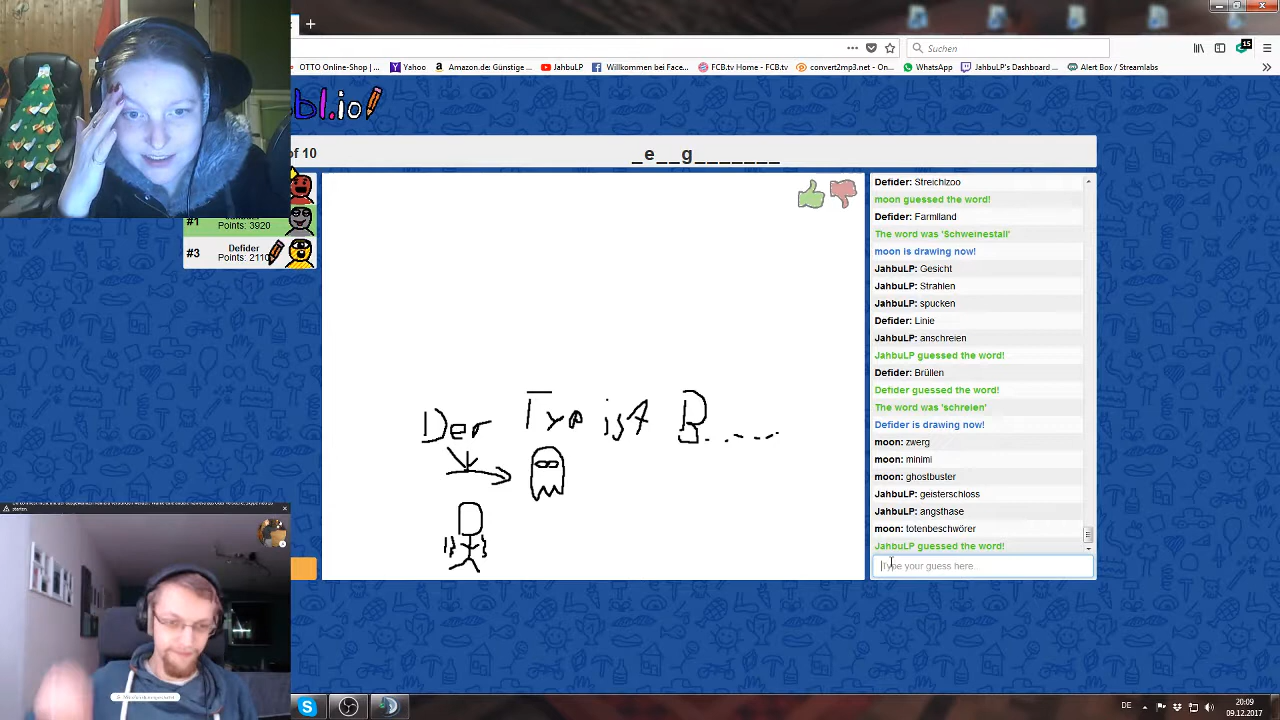 Suchen
15
OTTO Online-Shop | ...
Yahoo
Amazon.de: Günstige ...
JahbuLP
Willkommen bei Face...
FCB.tv Home - FCB.tv
convert2mp3.net - On...
WhatsApp
JahbuLP's Dashboard ...
Alert Box / Streamlabs
bbl.io
of 10
_e__g_______
#1
Points: 3920
#3
Defider
Points: 2110
Der Typ ist B......
Defider: Streichlzoo
moon guessed the word!
Defider: Farmiland
The word was 'Schweinestall'
moon is drawing now!
JahbuLP: Gesicht
JahbuLP: Strahlen
JahbuLP: spucken
Defider: Linie
JahbuLP: anschreien
JahbuLP guessed the word!
Defider: Brüllen
Defider guessed the word!
The word was 'schreien'
Defider is drawing now!
moon: zwerg
moon: minimi
moon: ghostbuster
JahbuLP: geisterschloss
JahbuLP: angsthase
moon: totenbeschwörer
JahbuLP guessed the word!
Type your guess here...
DE
20:09
09.12.2017